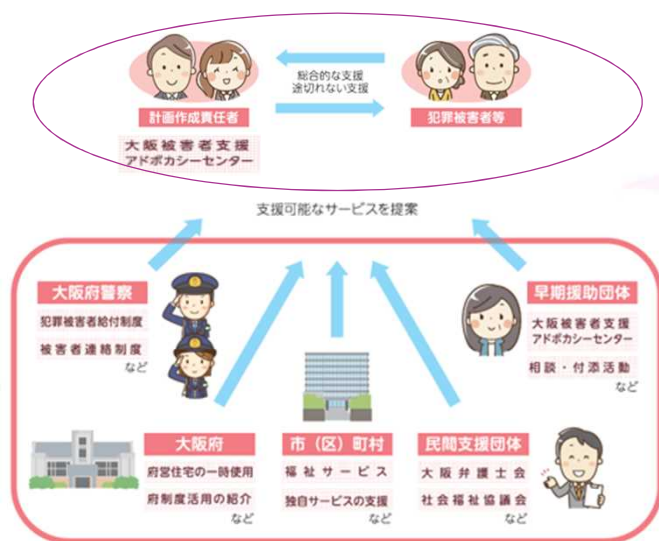 総合的な支援
途切れない支援
計画作成責任者
犯罪被害者等
大阪被害者支援
アドボカシーセンター
支援可能なサービスを提案
大阪府警察
犯罪被害者給付制度
被害者連絡制度
など
早期援助団体
大阪被害者支援
アドボカシーセンター
相談・付添活動
など
大阪府
府営住宅の一時使用
府制度活用の紹介
など
市（区）町村
福祉サービス
独自サービスの支援
など
民間支援団体
大阪弁護士会
社会福祉協議会
など